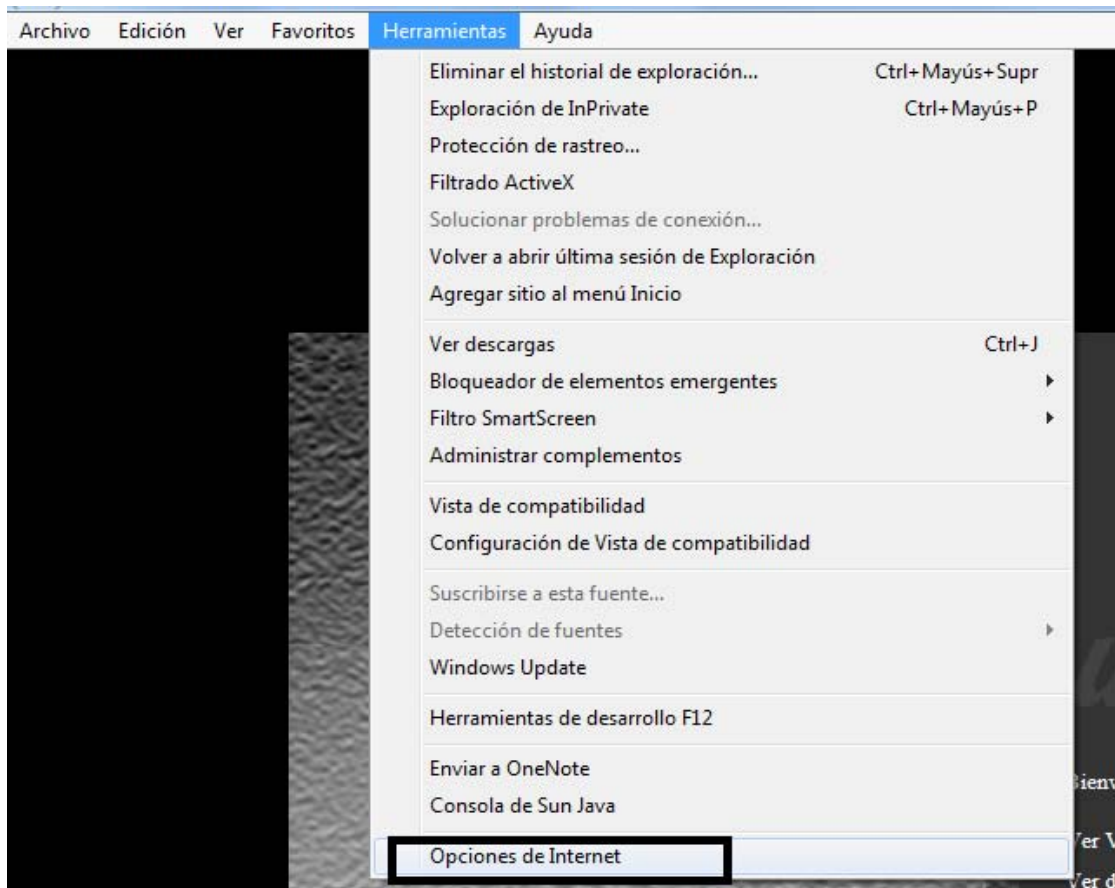 Archivo Edición Ver Favoritos Herramientas Ayuda
Eliminar el historial de exploración... Ctrl+Mayús+Supr
Exploración de InPrivate Ctrl+Mayús+P
Protección de rastreo...
Filtrado ActiveX
Solucionar problemas de conexión...
Volver a abrir última sesión de Exploración
Agregar sitio al menú Inicio
Ver descargas Ctrl+J
Bloqueador de elementos emergentes
Filtro SmartScreen
Administrar complementos
Vista de compatibilidad
Configuración de Vista de compatibilidad
Suscribirse a esta fuente...
Detección de fuentes
Windows Update
Herramientas de desarrollo F12
Enviar a OneNote
Consola de Sun Java
Opciones de Internet